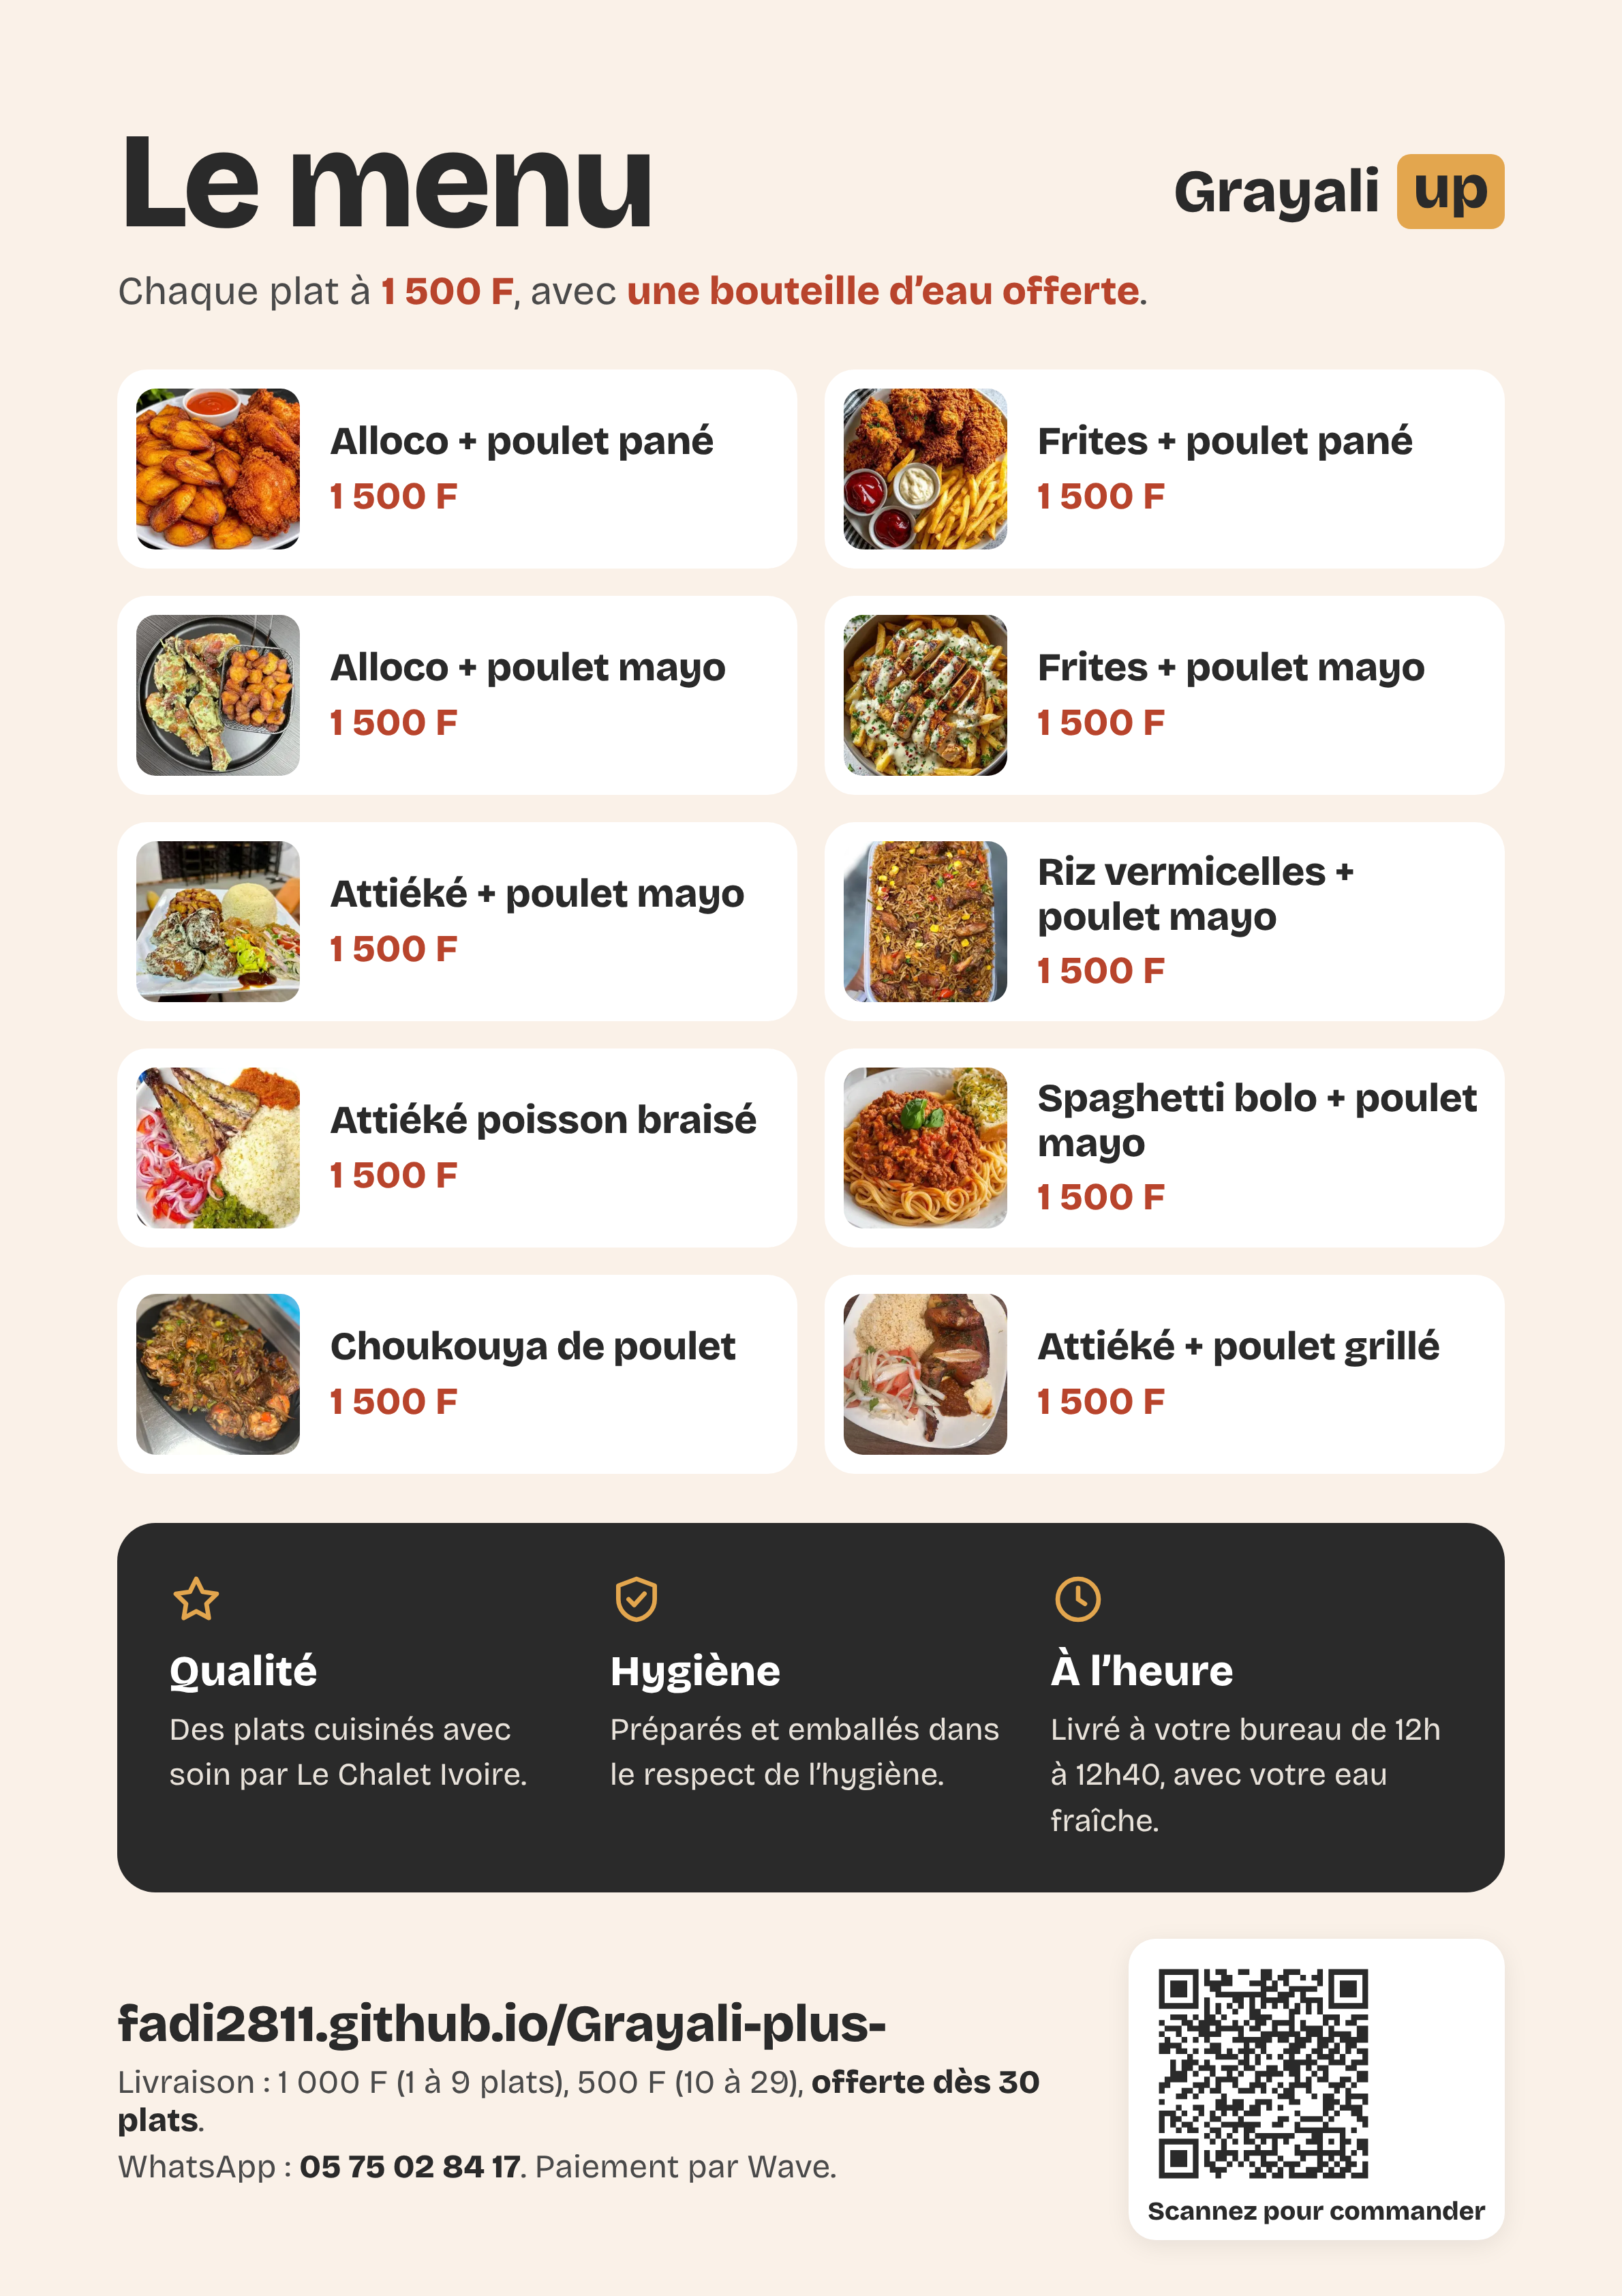 Le menu
Grayali up
Chaque plat à 1 500 F, avec une bouteille d’eau offerte.
Alloco + poulet pané
1 500 F
Frites + poulet pané
1 500 F
Alloco + poulet mayo
1 500 F
Frites + poulet mayo
1 500 F
Attiéké + poulet mayo
1 500 F
Riz vermicelles +
poulet mayo
1 500 F
Attiéké poisson braisé
1 500 F
Spaghetti bolo + poulet
mayo
1 500 F
Choukouya de poulet
1 500 F
Attiéké + poulet grillé
1 500 F
Qualité
Des plats cuisinés avec
soin par Le Chalet Ivoire.
Hygiène
Préparés et emballés dans
le respect de l’hygiène.
À l’heure
Livré à votre bureau de 12h
à 12h40, avec votre eau
fraîche.
fadi2811.github.io/Grayali-plus-
Livraison : 1 000 F (1 à 9 plats), 500 F (10 à 29), offerte dès 30
plats.
WhatsApp : 05 75 02 84 17. Paiement par Wave.
Scannez pour commander